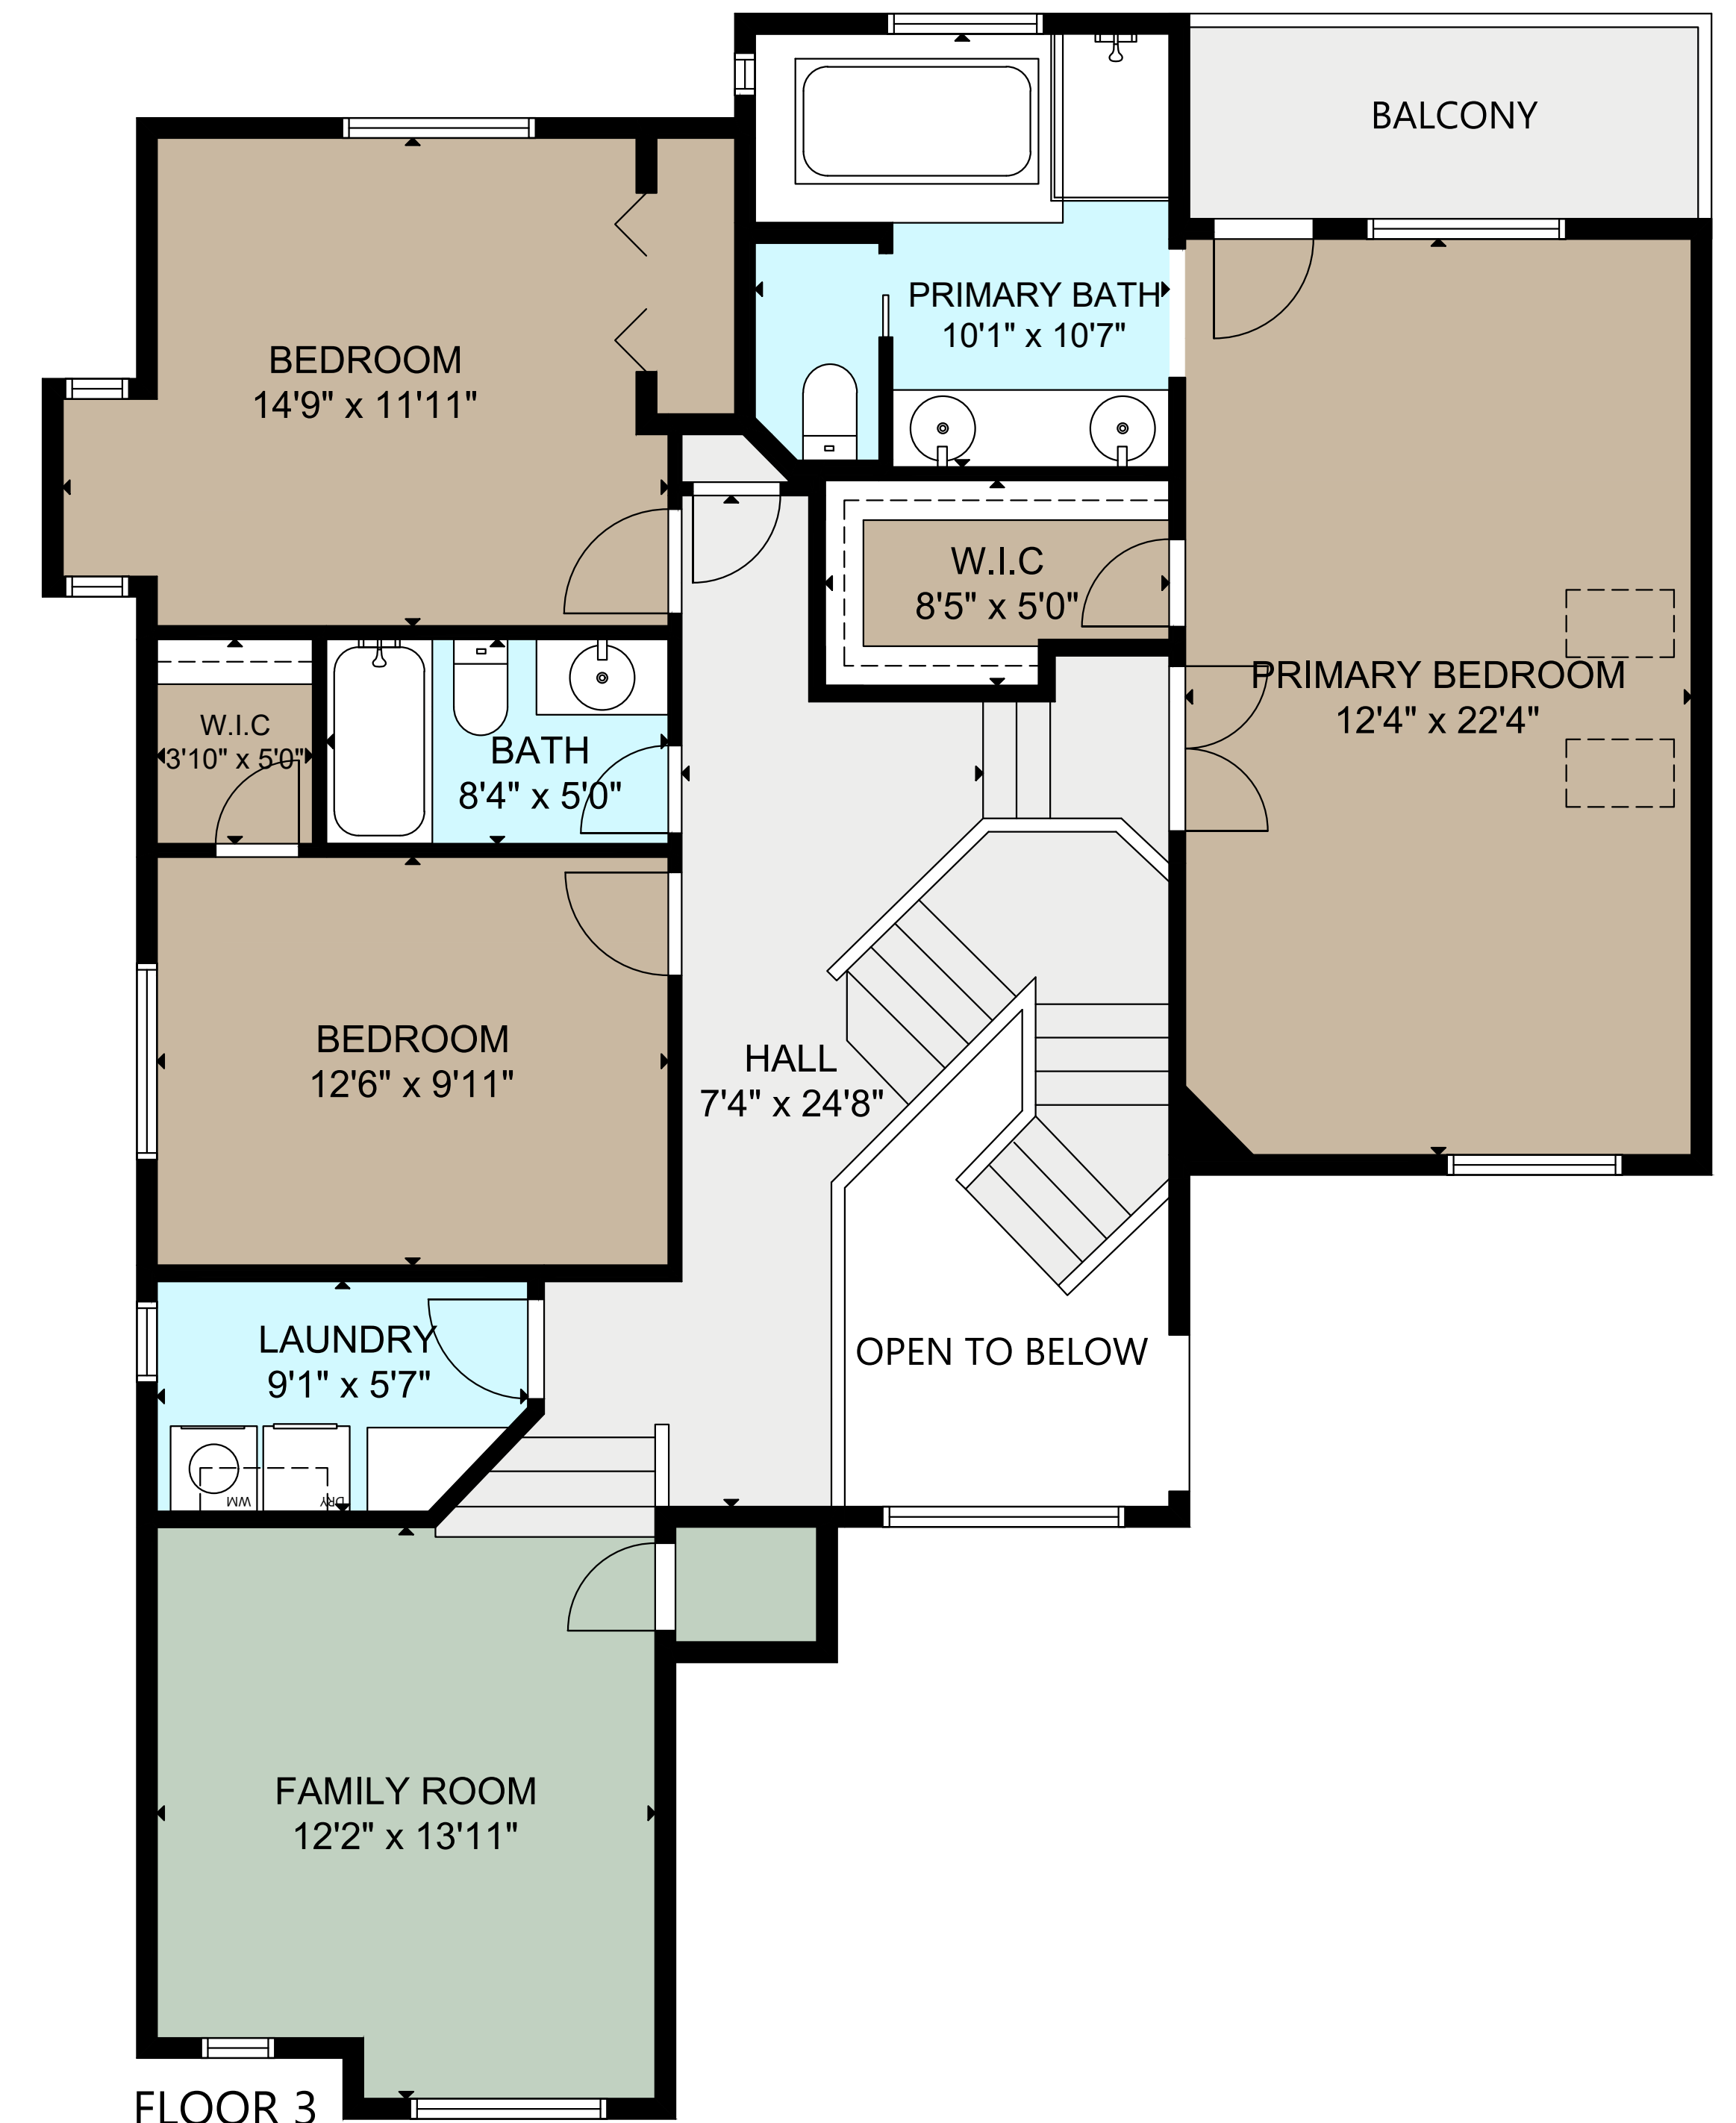 BALCONY
PRIMARY BATH
10'1" x 10'7"
BEDROOM
14'9" x 11'11"
W.I.C
8'5" x 5'0"
PRIMARY BEDROOM
12'4" x 22'4"
W.I.C
3'10" x 5'0"
BATH
8'4" x 5'0"
BEDROOM
12'6" x 9'11"
HALL
7'4" x 24'8"
LAUNDRY
9'1" x 5'7"
OPEN TO BELOW
WM
DRY
FAMILY ROOM
12'2" x 13'11"
FLOOR 3